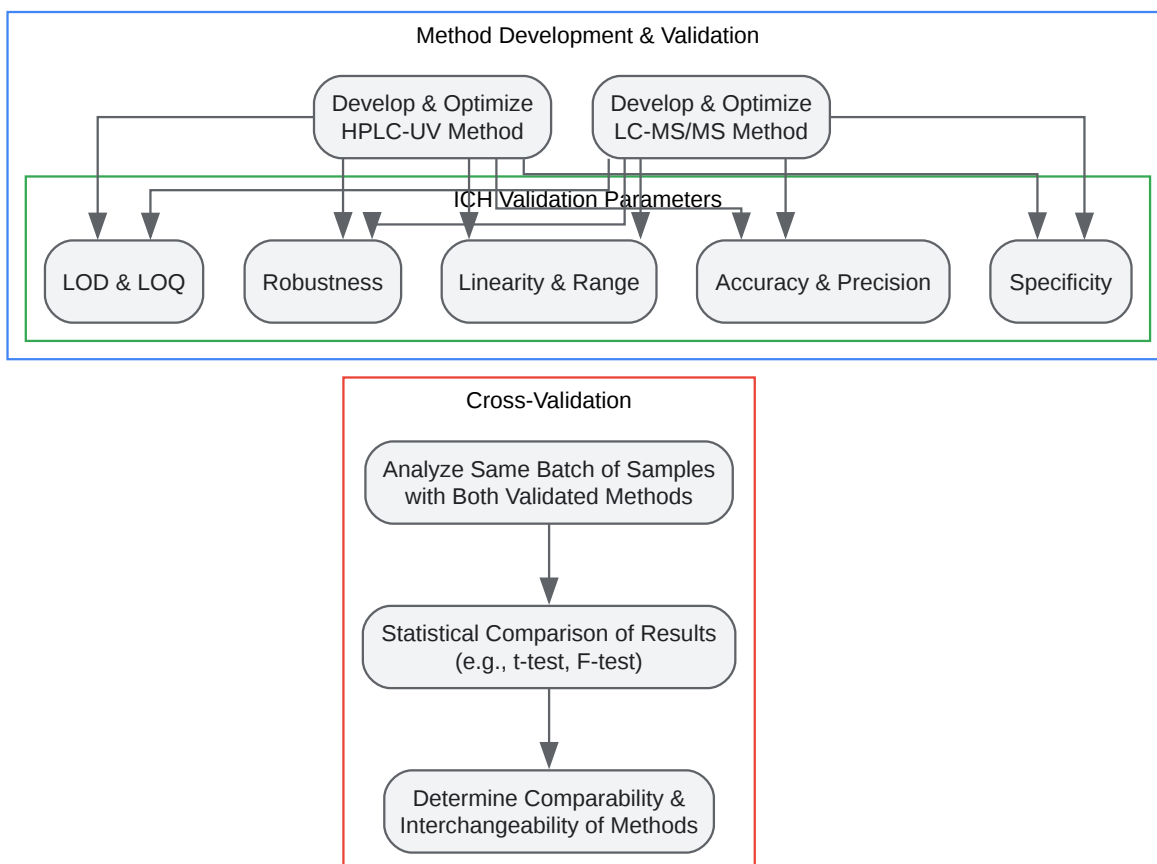 Method Development & Validation
Develop & Optimize
HPLC-UV Method
Develop & Optimize
LC-MS/MS Method
ICH Validation Parameters
LOD & LOQ
Robustness
Linearity & Range
Accuracy & Precision
Specificity
Cross-Validation
Analyze Same Batch of Samples
with Both Validated Methods
Statistical Comparison of Results
(e.g., t-test, F-test)
Determine Comparability &
Interchangeability of Methods